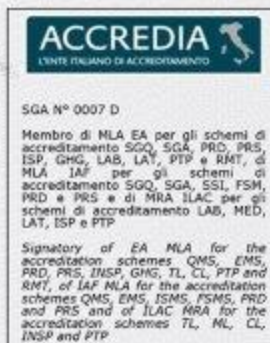 ACCREDIA
L'ENTE ITALIANO DI ACCREDITAMENTO
SGA N° 0007 D
Membro di MLA EA per gli schemi di
accreditamento SGQ, SGA, PRD, PRS,
ISP, GHG, LAB, LAT, PTP e RMT, di
MLA IAF per gli schemi di
accreditamento SGQ, SGA, SSI, FSM,
PRD e PRS e di MRA ILAC per gli
schemi di accreditamento LAB, MED,
LAT, ISP e PTP
Signatory of EA MLA for the
accreditation schemes QMS, EMS,
PRD, PRS, INSP, GHG, TL, CL, PTP and
RMT, of IAF MLA for the accreditation
schemes QMS, EMS, ISMS, FSMS, PRD
and PRS and of ILAC MRA for the
accreditation schemes TL, ML, CL,
INSP and PTP